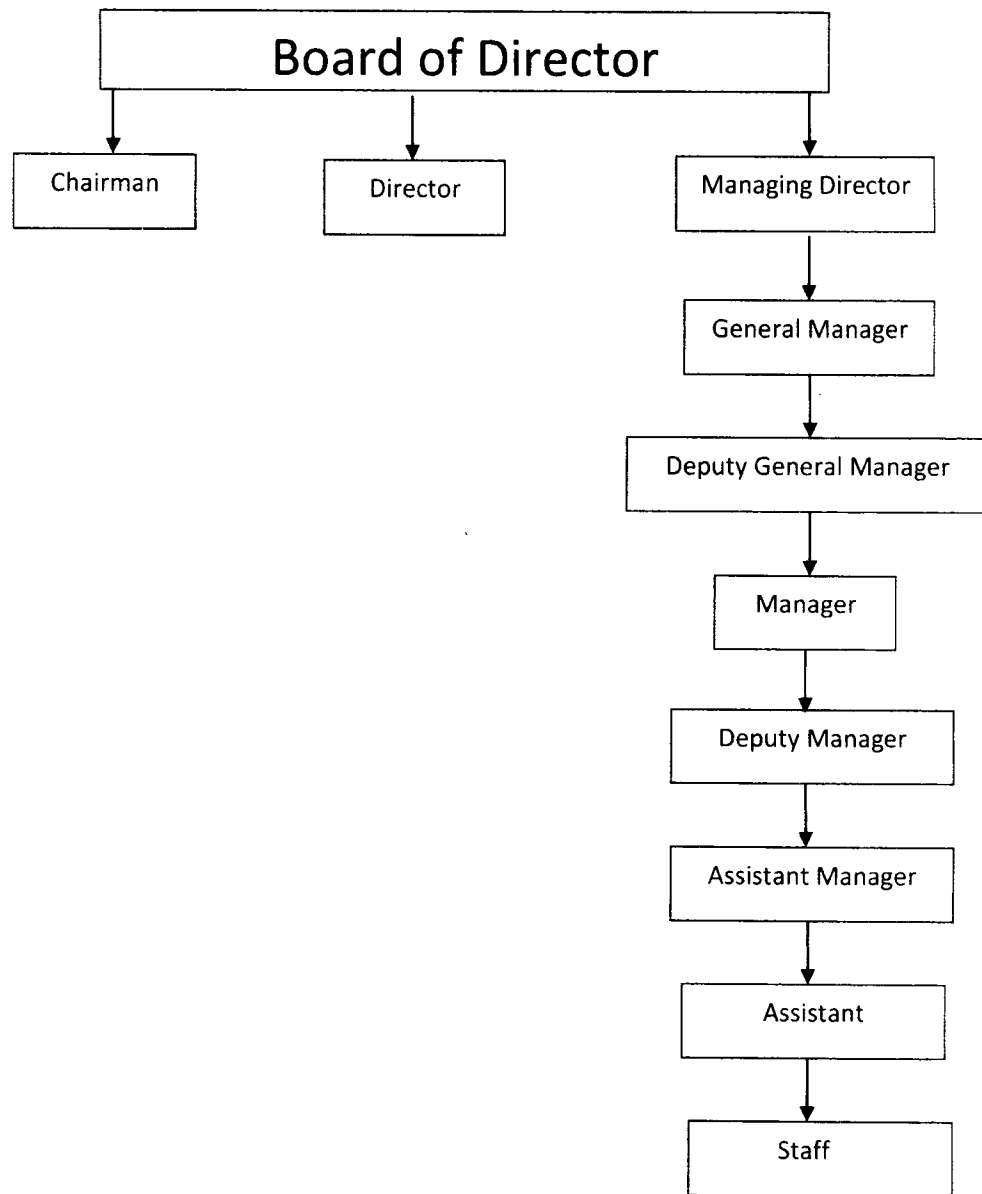 Board of Director
Chairman
Director
Managing Director
General Manager
Deputy General Manager
Manager
Deputy Manager
Assistant Manager
Assistant
Staff